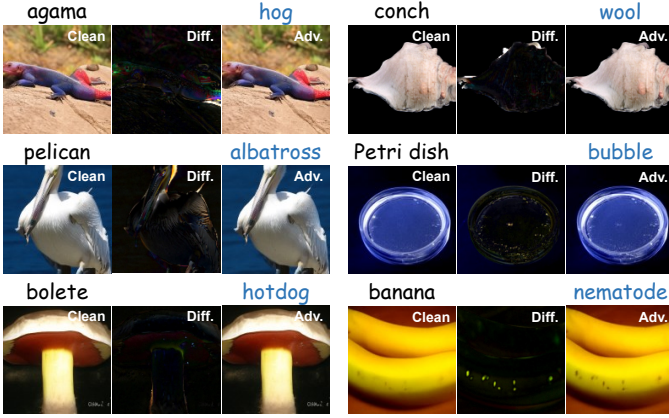 agama hog
Clean Diff. Adv.
conch wool
Clean Diff. Adv.
pelican albatross
Clean Diff. Adv.
Petri dish bubble
Clean Diff. Adv.
bolete hotdog
Clean Diff. Adv.
banana nematode
Clean Diff. Adv.